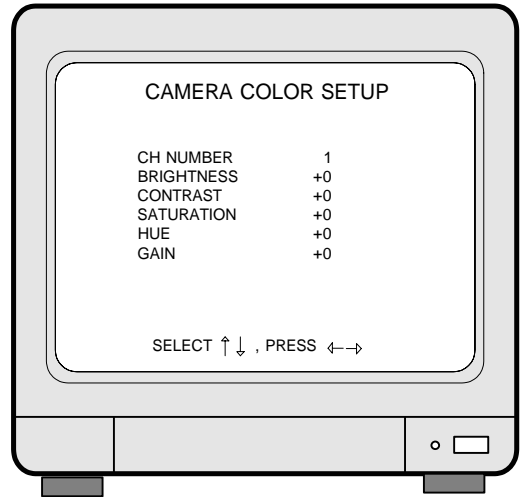 CAMERA COLOR SETUP
CH NUMBER 1
BRIGHTNESS +0
CONTRAST +0
SATURATION +0
HUE +0
GAIN +0
SELECT ↑↓ , PRESS ←→